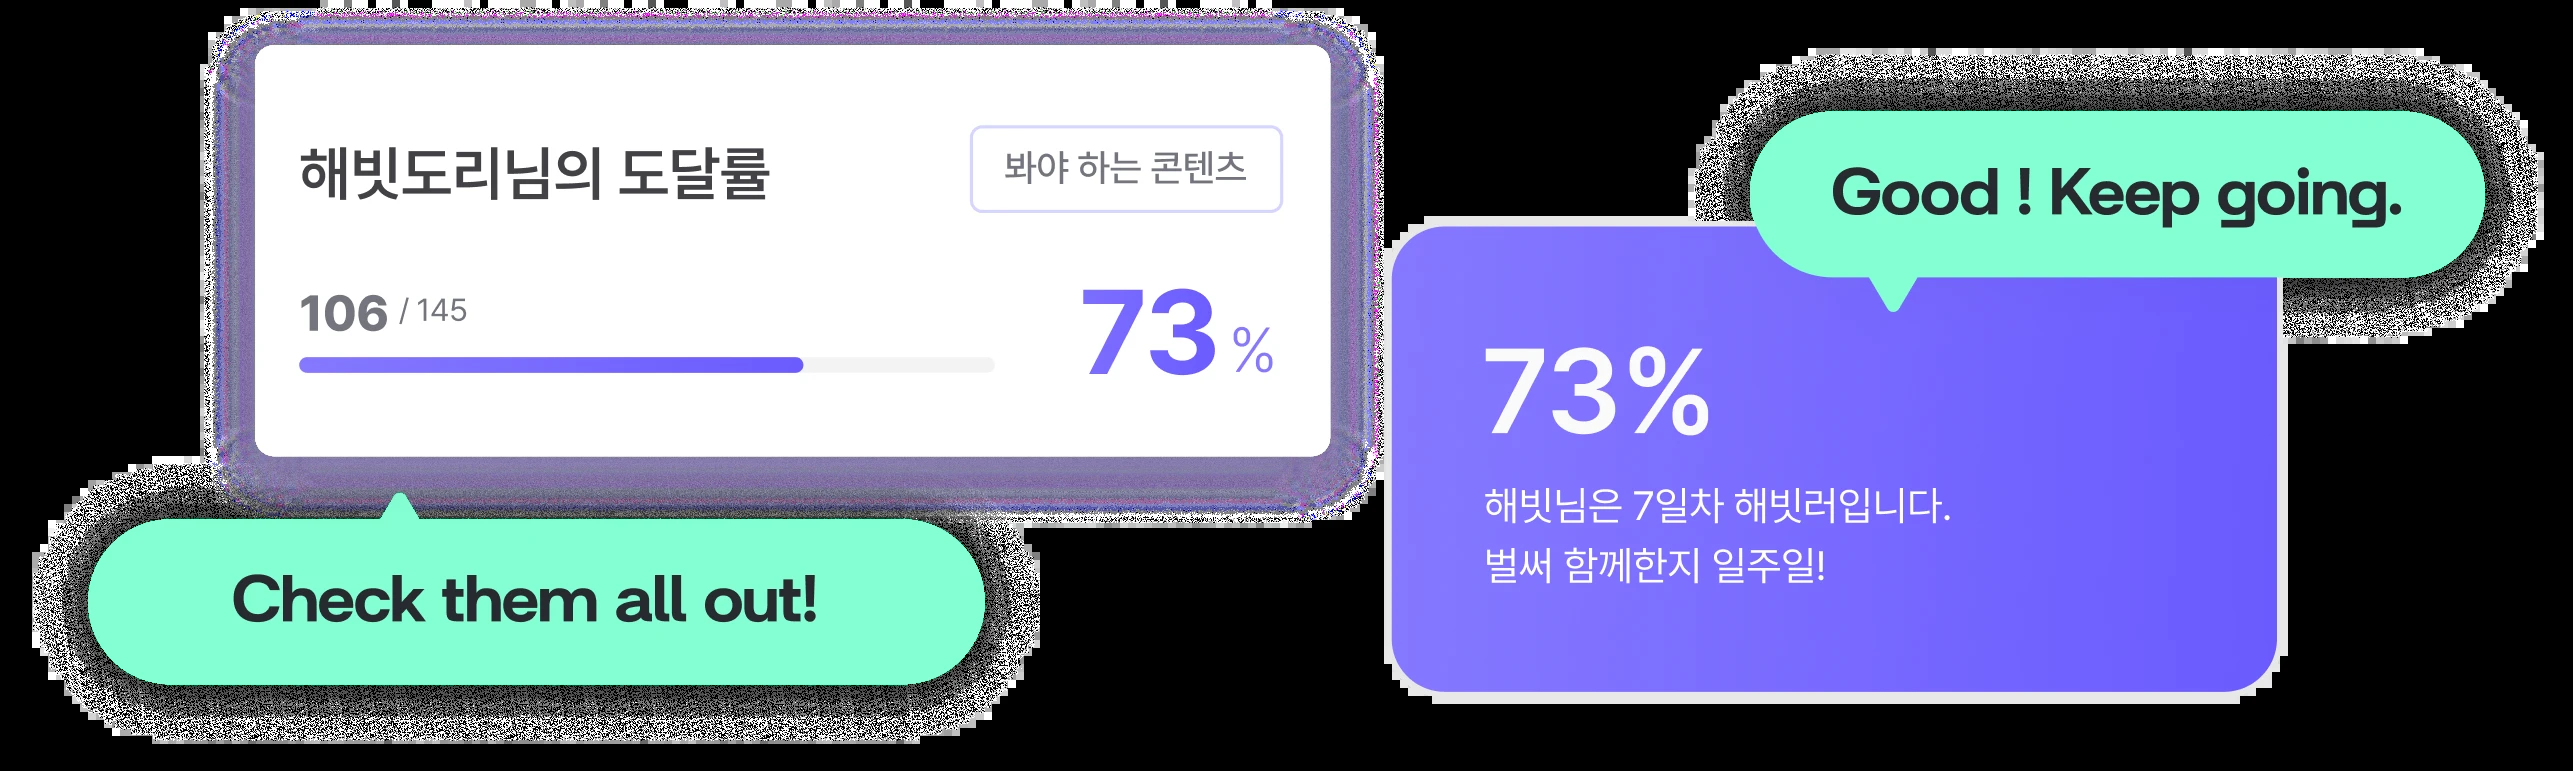 해빗도리님의 도달률
봐야 하는 콘텐츠
106 / 145
73 %
Check them all out!
Good ! Keep going.
73%
해빗님은 7일차 해빗러입니다.
벌써 함께한지 일주일!